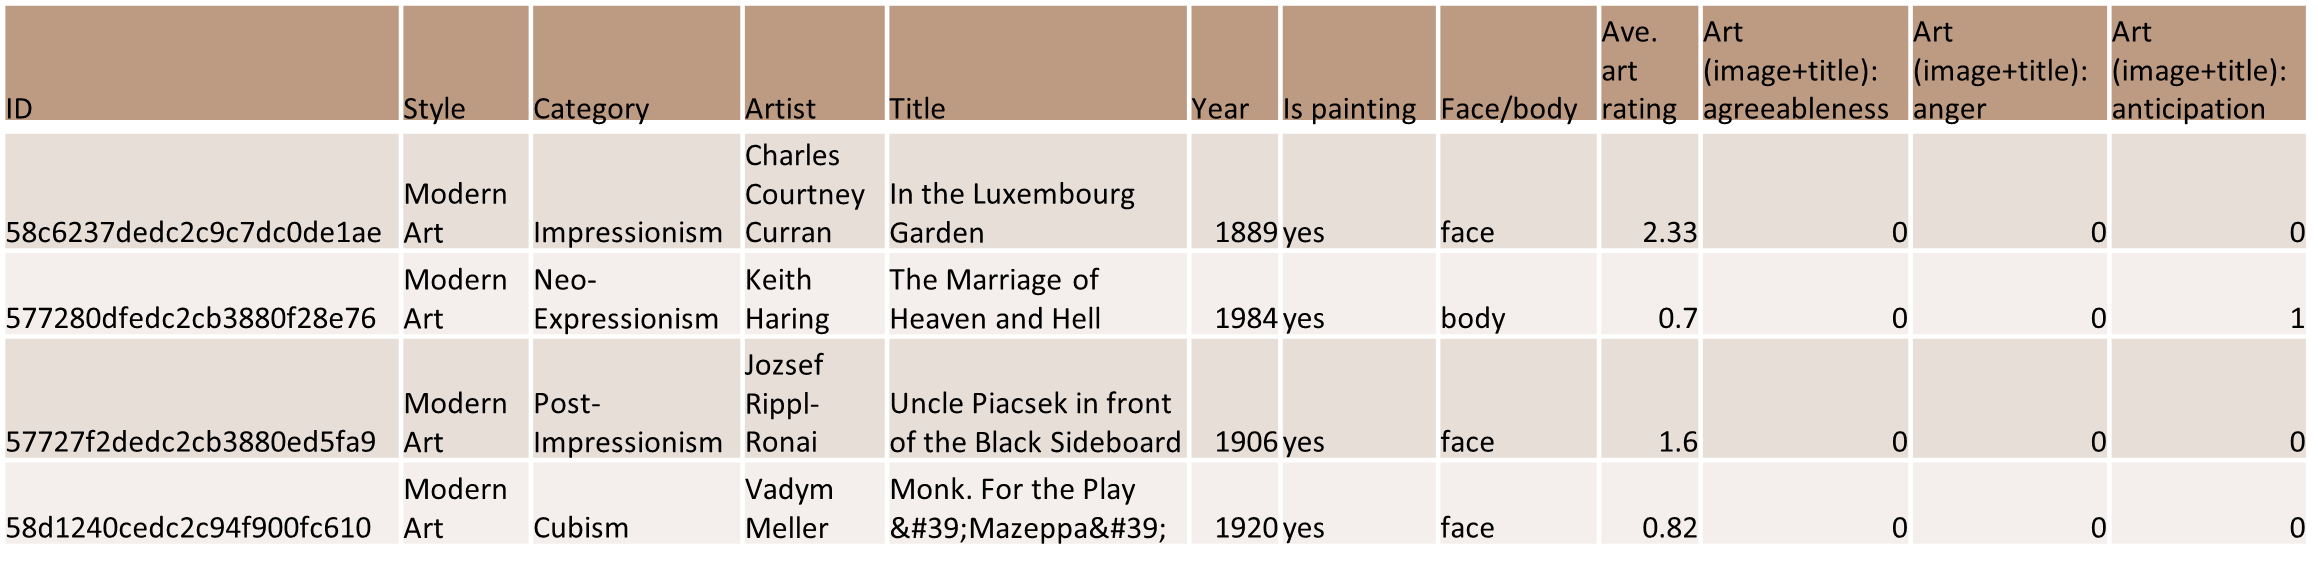 ID Style Category Artist Title Year Is painting Face/body Ave. art rating Art (image+title): agreeableness Art (image+title): anger Art (image+title): anticipation
58c6237dedc2c9c7dc0de1ae Modern Art Impressionism Charles Courtney Curran In the Luxembourg Garden 1889 yes face 2.33 0 0 0
577280dfedc2cb3880f28e76 Modern Art Neo-Expressionism Keith Haring The Marriage of Heaven and Hell 1984 yes body 0.7 0 0 1
57727f2dedc2cb3880ed5fa9 Modern Art Post-Impressionism Jozsef Rippl-Ronai Uncle Piacsek in front of the Black Sideboard 1906 yes face 1.6 0 0 0
58d1240cedc2c94f900fc610 Modern Art Cubism Vadym Meller Monk. For the Play &#39;Mazeppa&#39; 1920 yes face 0.82 0 0 0